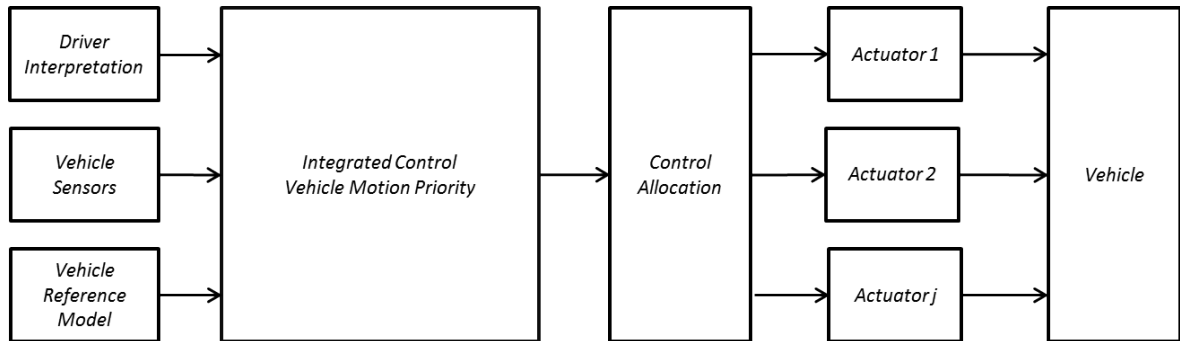 Driver
Interpretation
Vehicle
Sensors
Vehicle
Reference
Model
Integrated Control
Vehicle Motion Priority
Control
Allocation
Actuator 1
Actuator 2
Actuator j
Vehicle